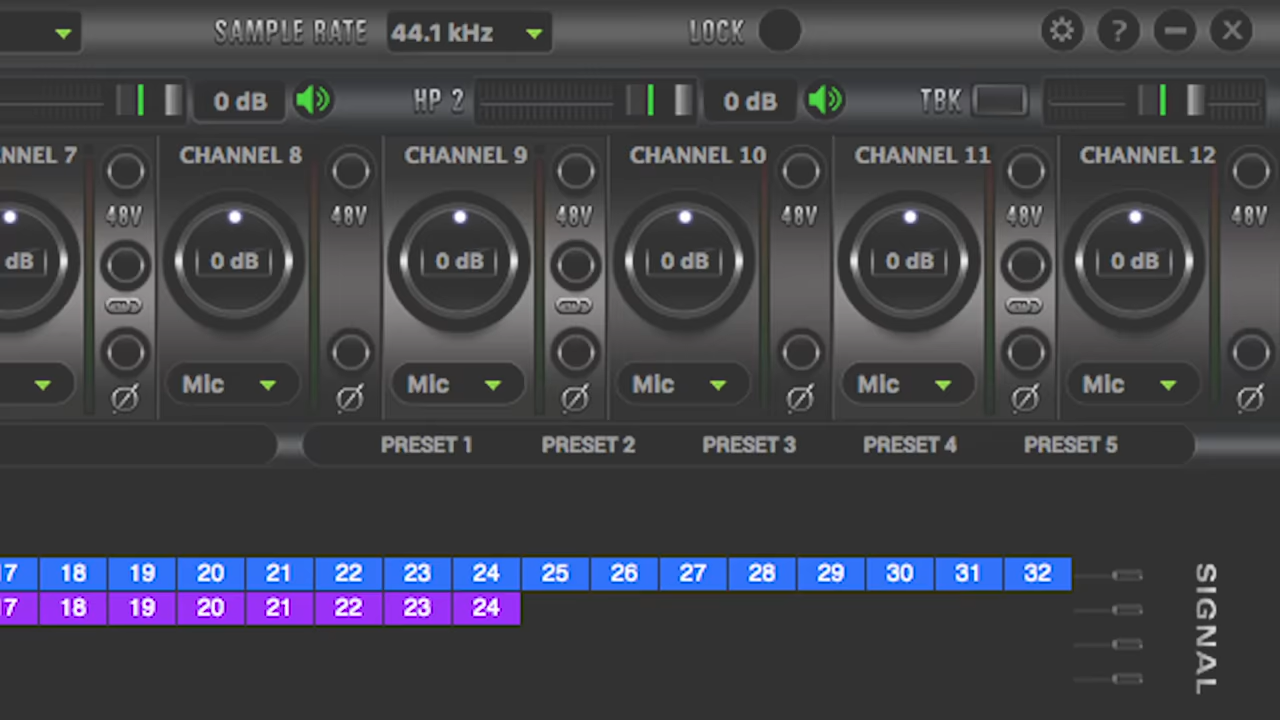 SAMPLE RATE 44.1 kHz LOCK ?
0 dB HP 2 0 dB TBK
NNEL 7 CHANNEL 8 CHANNEL 9 CHANNEL 10 CHANNEL 11 CHANNEL 12
48V 48V 48V 48V 48V 48V
dB 0 dB 0 dB 0 dB 0 dB 0 dB
Mic Mic Mic Mic Mic
PRESET 1 PRESET 2 PRESET 3 PRESET 4 PRESET 5
17 18 19 20 21 22 23 24 25 26 27 28 29 30 31 32
17 18 19 20 21 22 23 24
SIGNAL